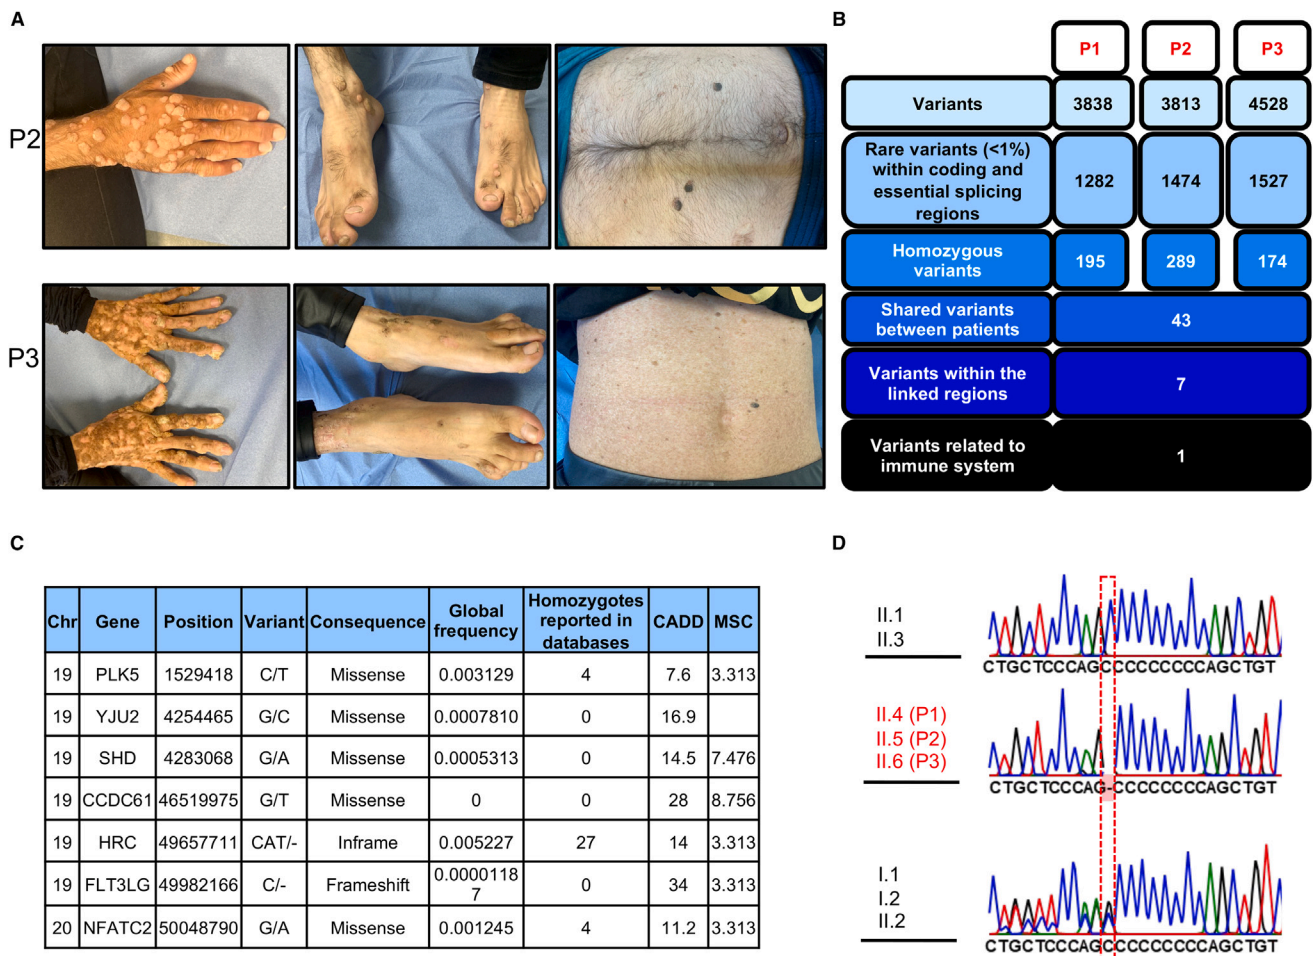 A
P2
P3
B
P1 P2 P3
Variants 3838 3813 4528
Rare variants (<1%)
within coding and
essential splicing
regions
1282 1474 1527
Homozygous
variants
195 289 174
Shared variants
between patients
43
Variants within the
linked regions
7
Variants related to
immune system
1
C
Chr Gene Position Variant Consequence Global
frequency Homozygotes
reported in
databases CADD MSC
19 PLK5 1529418 C/T Missense 0.003129 4 7.6 3.313
19 YJU2 4254465 G/C Missense 0.0007810 0 16.9
19 SHD 4283068 G/A Missense 0.0005313 0 14.5 7.476
19 CCDC61 46519975 G/T Missense 0 0 28 8.756
19 HRC 49657711 CAT/- Inframe 0.005227 27 14 3.313
19 FLT3LG 49982166 C/- Frameshift 0.0000118
7 0 34 3.313
20 NFATC2 50048790 G/A Missense 0.001245 4 11.2 3.313
D
II.1
II.3
CTGCTCCCAGCCCCCCCCCAGCTGT
II.4 (P1)
II.5 (P2)
II.6 (P3)
CTGCTCCCAG-CCCCCCCCAGCTGT
I.1
I.2
II.2
CTGCTCCCAGCCCCCCCCCAGCTGT